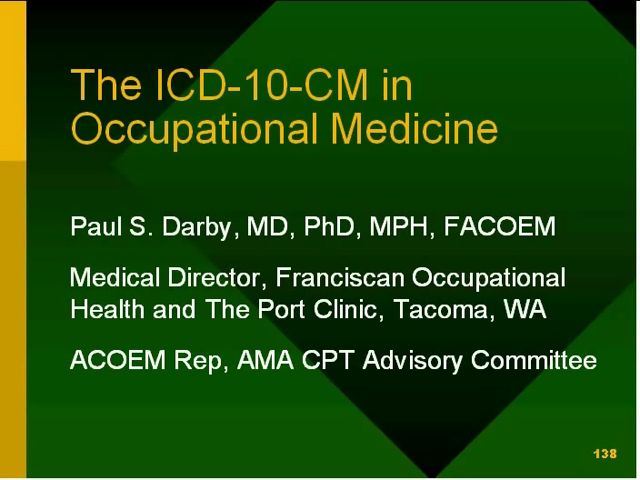 The ICD-10-CM in
Occupational Medicine
Paul S. Darby, MD, PhD, MPH, FACOEM
Medical Director, Franciscan Occupational
Health and The Port Clinic, Tacoma, WA
ACOEM Rep, AMA CPT Advisory Committee
138